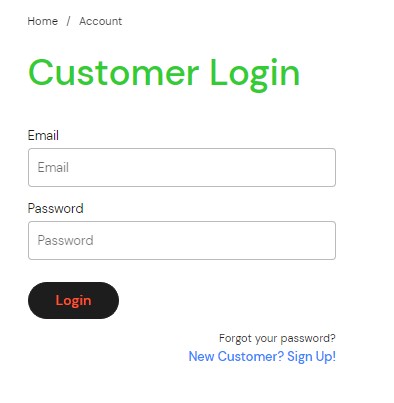 Home / Account
Customer Login
Email
Email
Password
Password
Login
Forgot your password?
New Customer? Sign Up!